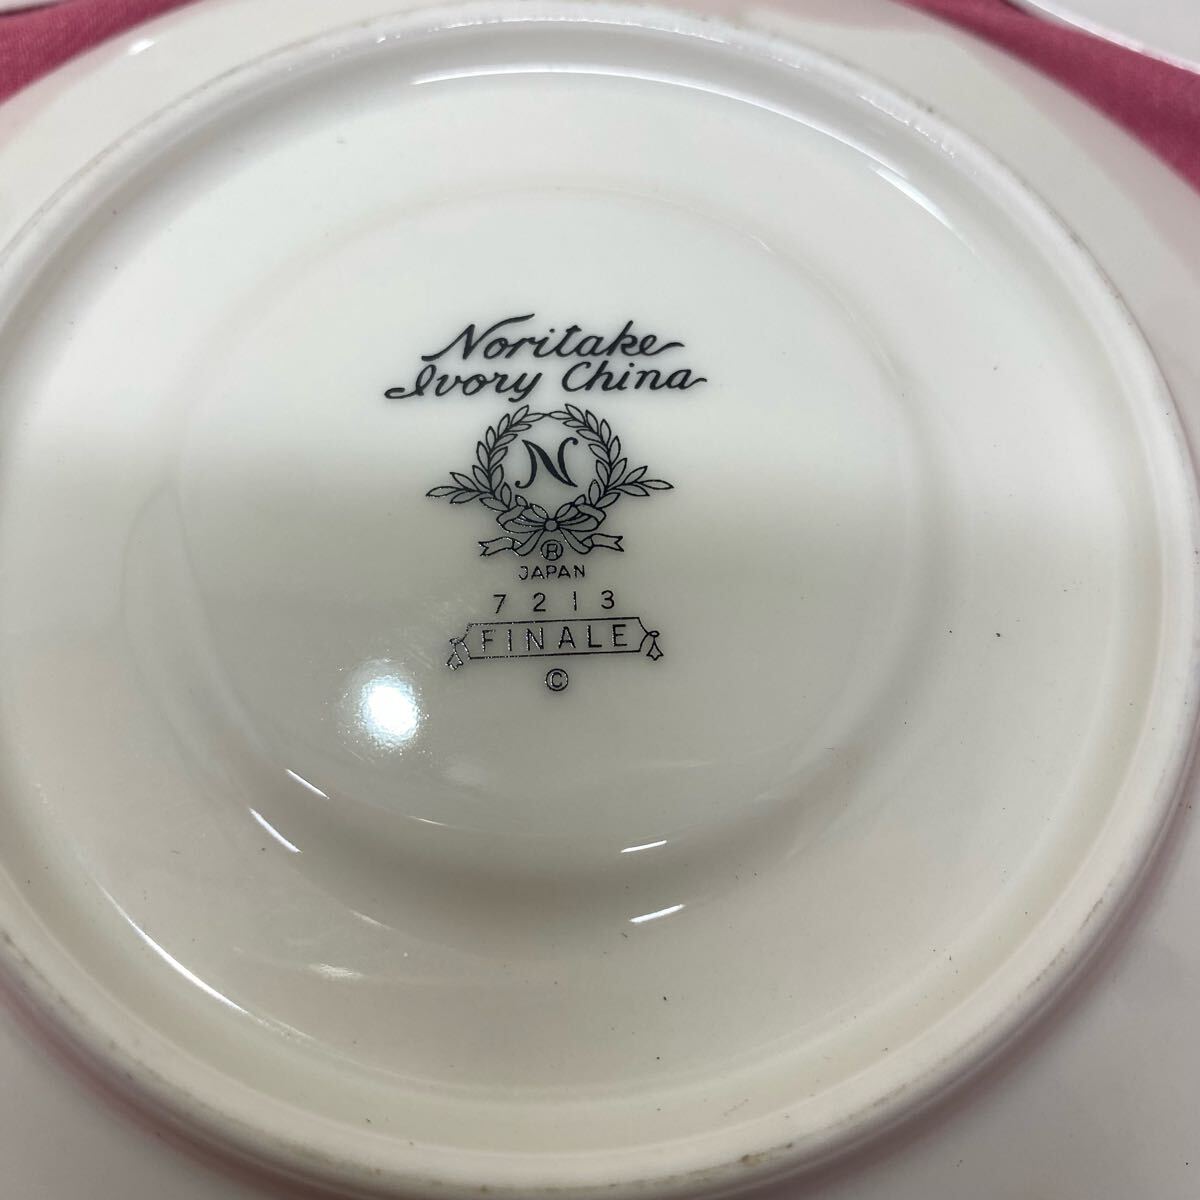 Noritake
Ivory China
N
®
JAPAN
7213
FINALE
©